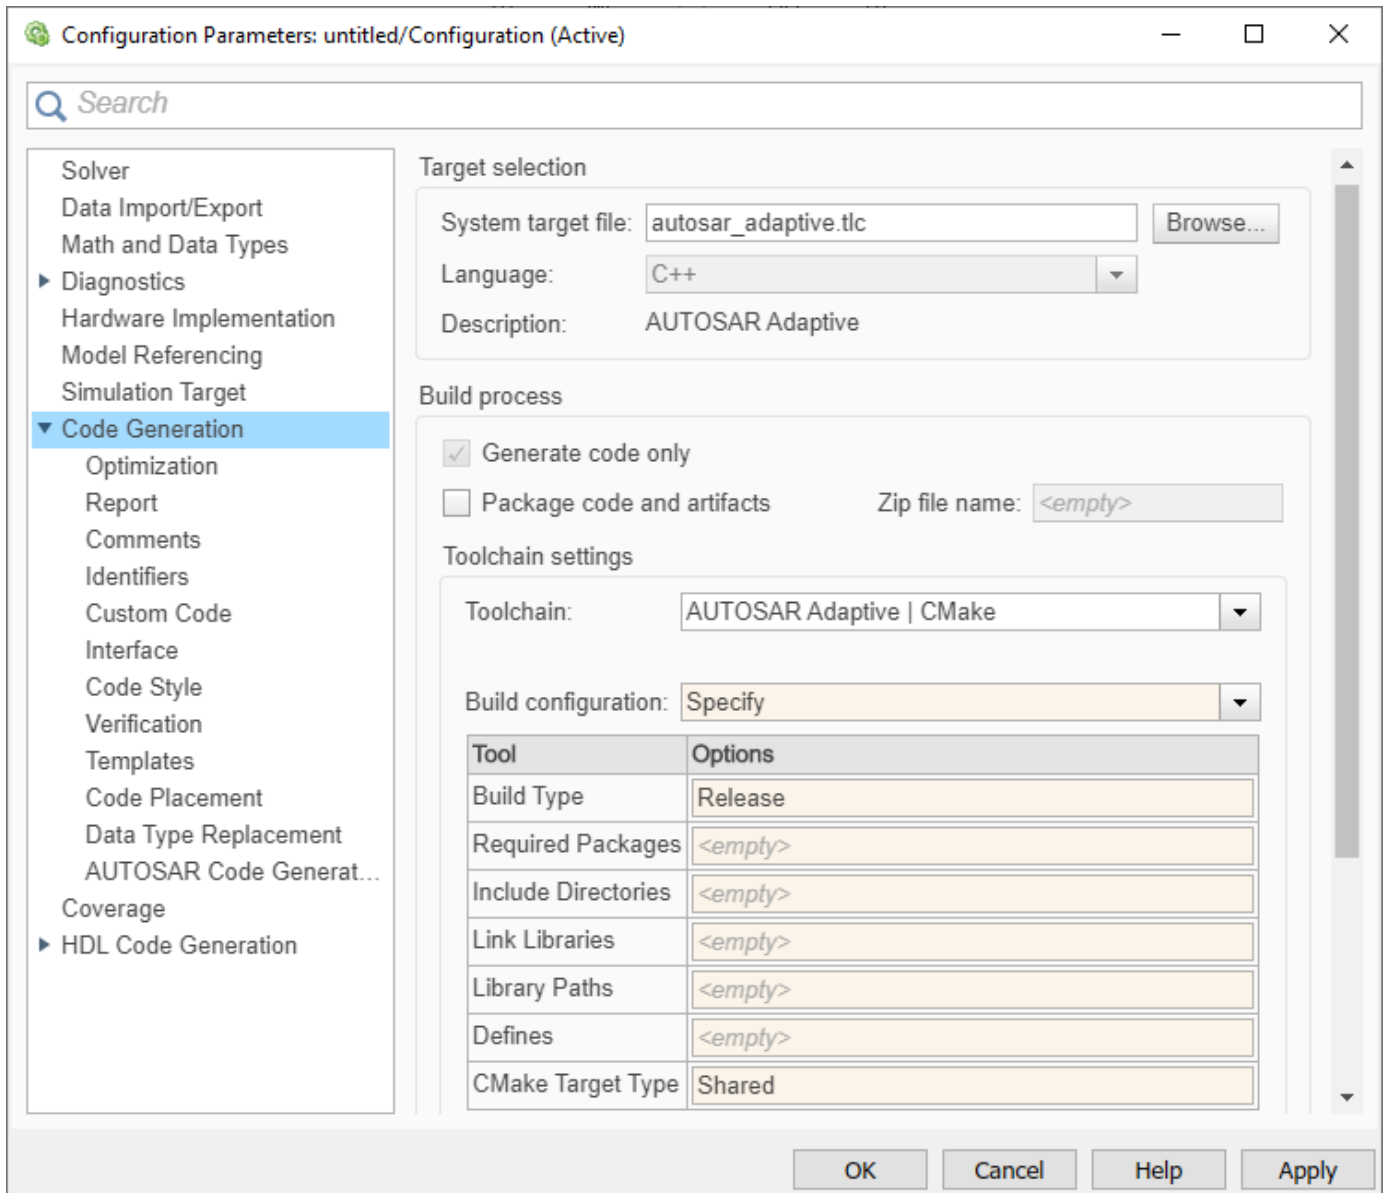 Configuration Parameters: untitled/Configuration (Active)
Search
Solver
Data Import/Export
Math and Data Types
Diagnostics
Hardware Implementation
Model Referencing
Simulation Target
Code Generation
Optimization
Report
Comments
Identifiers
Custom Code
Interface
Code Style
Verification
Templates
Code Placement
Data Type Replacement
AUTOSAR Code Generat...
Coverage
HDL Code Generation
Target selection
System target file: autosar_adaptive.tlc Browse...
Language: C++
Description: AUTOSAR Adaptive
Build process
Generate code only
Package code and artifacts Zip file name: <empty>
Toolchain settings
Toolchain: AUTOSAR Adaptive | CMake
Build configuration: Specify
Tool Options
Build Type Release
Required Packages <empty>
Include Directories <empty>
Link Libraries <empty>
Library Paths <empty>
Defines <empty>
CMake Target Type Shared
OK Cancel Help Apply